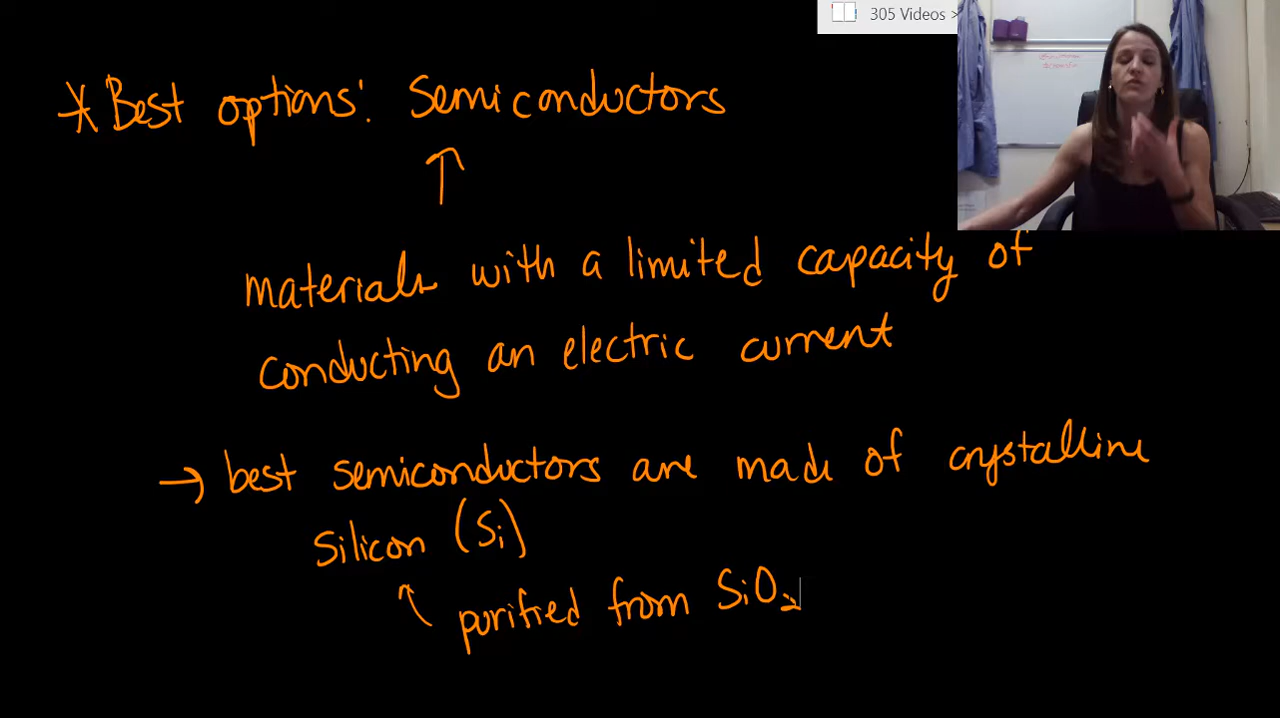 305 Videos >
* Best options: Semiconductors
↑
materials with a limited capacity of
conducting an electric current
→ best semiconductors are made of crystalline
Silicon (Si)
↑ purified from SiO₂